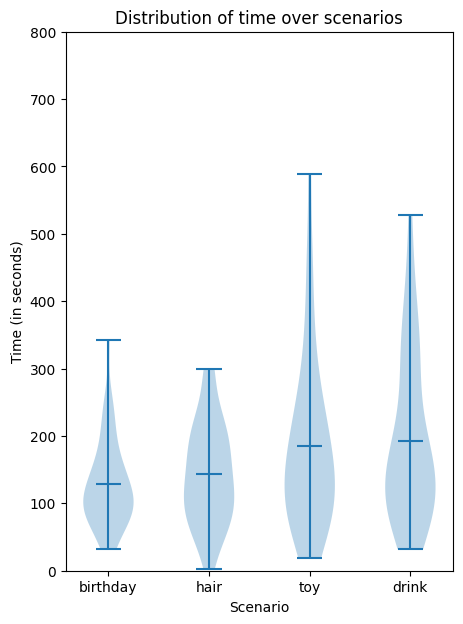 Distribution of time over scenarios
800
700
600
500
400
300
200
100
0
Time (in seconds)
birthday hair toy drink
Scenario